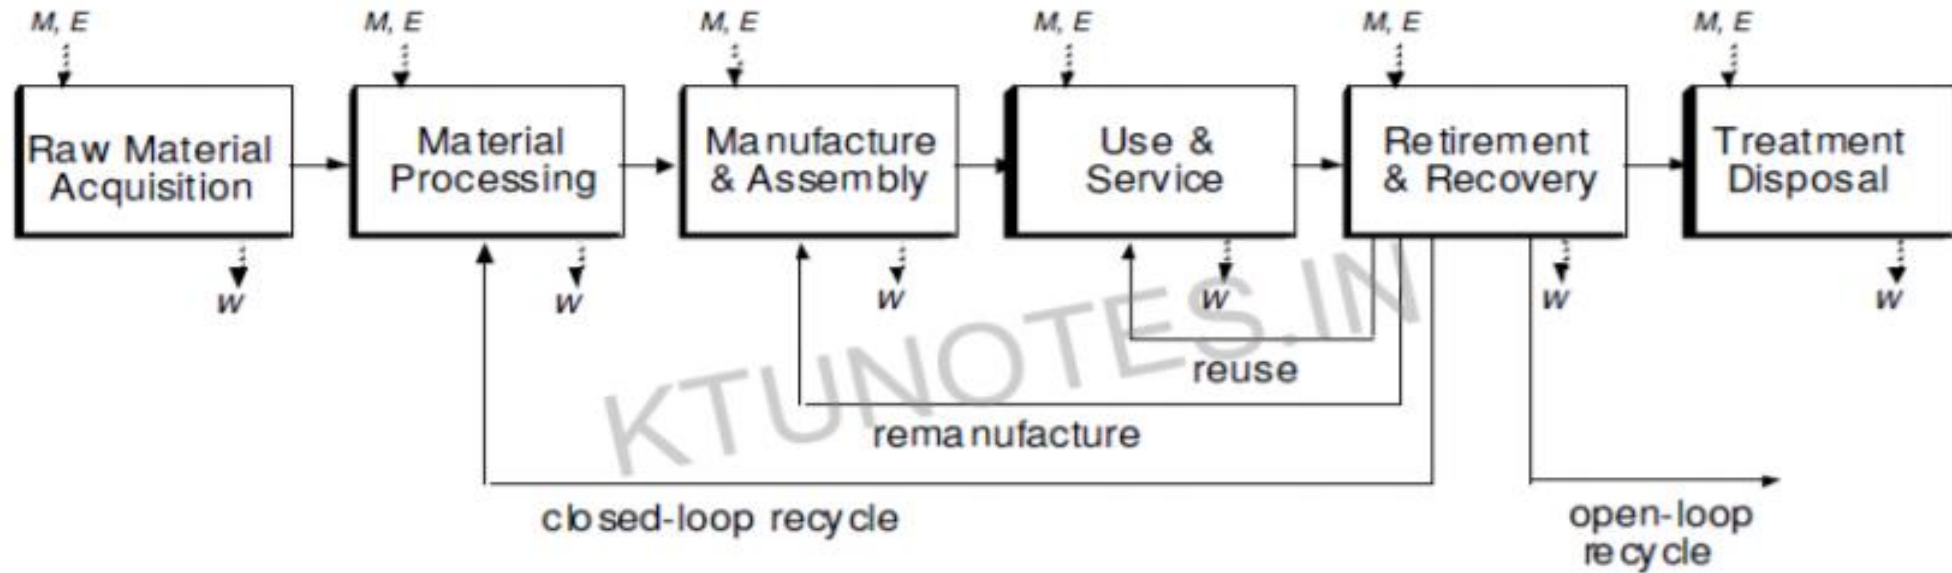 M, E
M, E
M, E
M, E
M, E
M, E
Raw Material
Acquisition
Material
Processing
Manufacture
& Assembly
Use &
Service
Retirement
& Recovery
Treatment
Disposal
W
W
W
W
W
W
reuse
remanufacture
closed-loop recycle
open-loop
recycle
KTUNOTES.IN